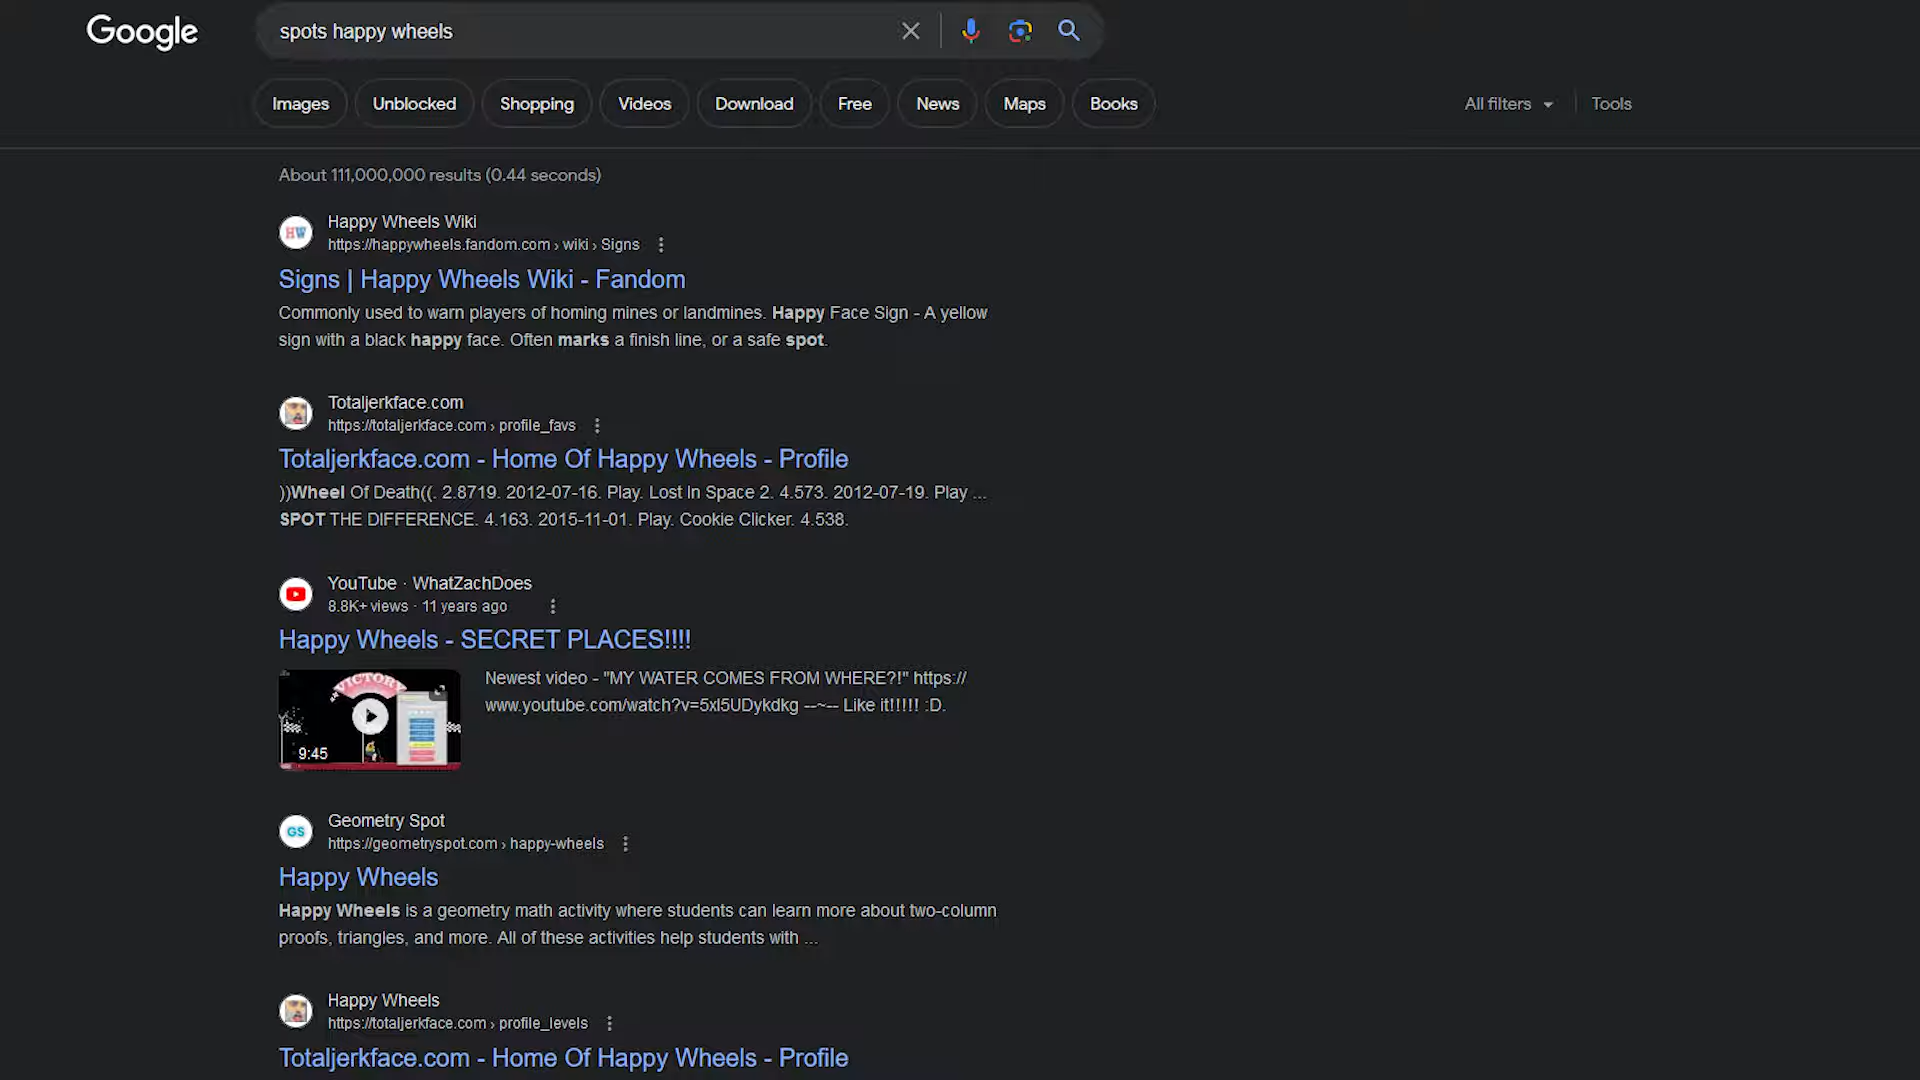 Google
spots happy wheels
Images Unblocked Shopping Videos Download Free News Maps Books All filters Tools
About 111,000,000 results (0.44 seconds)
HW
Happy Wheels Wiki
https://happywheels.fandom.com › wiki › Signs
Signs | Happy Wheels Wiki - Fandom
Commonly used to warn players of homing mines or landmines. Happy Face Sign - A yellow
sign with a black happy face. Often marks a finish line, or a safe spot.
Totaljerkface.com
https://totaljerkface.com › profile_favs
Totaljerkface.com - Home Of Happy Wheels - Profile
))Wheel Of Death((. 2.8719. 2012-07-16. Play. Lost In Space 2. 4.573. 2012-07-19. Play ...
SPOT THE DIFFERENCE. 4.163. 2015-11-01. Play. Cookie Clicker. 4.538.
YouTube · WhatZachDoes
8.8K+ views · 11 years ago
Happy Wheels - SECRET PLACES!!!!
VICTORY
9:45
Newest video - "MY WATER COMES FROM WHERE?!" https://
www.youtube.com/watch?v=5xl5UDykdkg --~-- Like it!!!!! :D.
GS
Geometry Spot
https://geometryspot.com › happy-wheels
Happy Wheels
Happy Wheels is a geometry math activity where students can learn more about two-column
proofs, triangles, and more. All of these activities help students with ...
Happy Wheels
https://totaljerkface.com › profile_levels
Totaljerkface.com - Home Of Happy Wheels - Profile